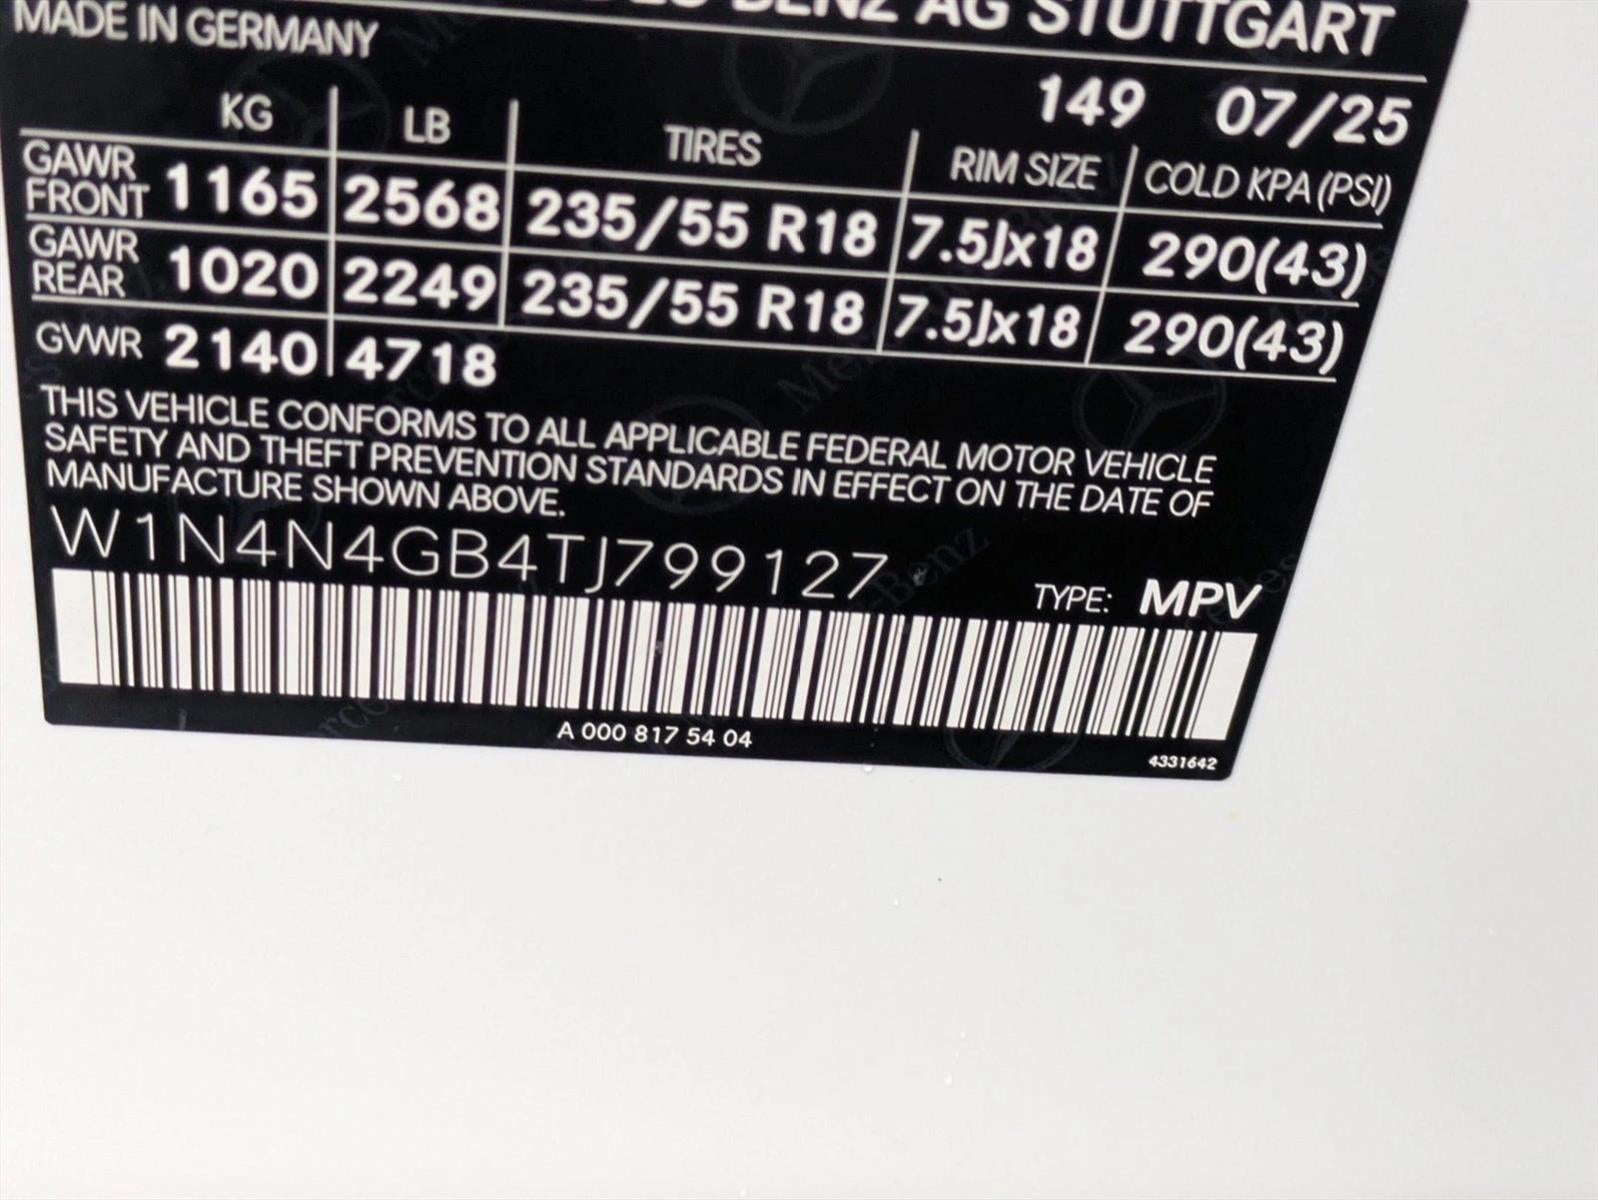 BENZ AG STUTTGART
MADE IN GERMANY
149 07/25
KG LB TIRES RIM SIZE COLD KPA (PSI)
GAWR FRONT 1165 2568 235/55 R18 7.5Jx18 290(43)
GAWR REAR 1020 2249 235/55 R18 7.5Jx18 290(43)
GVWR 2140 4718
THIS VEHICLE CONFORMS TO ALL APPLICABLE FEDERAL MOTOR VEHICLE
SAFETY AND THEFT PREVENTION STANDARDS IN EFFECT ON THE DATE OF
MANUFACTURE SHOWN ABOVE.
W1N4N4GB4TJ799127
TYPE: MPV
A 000 817 54 04
4331642